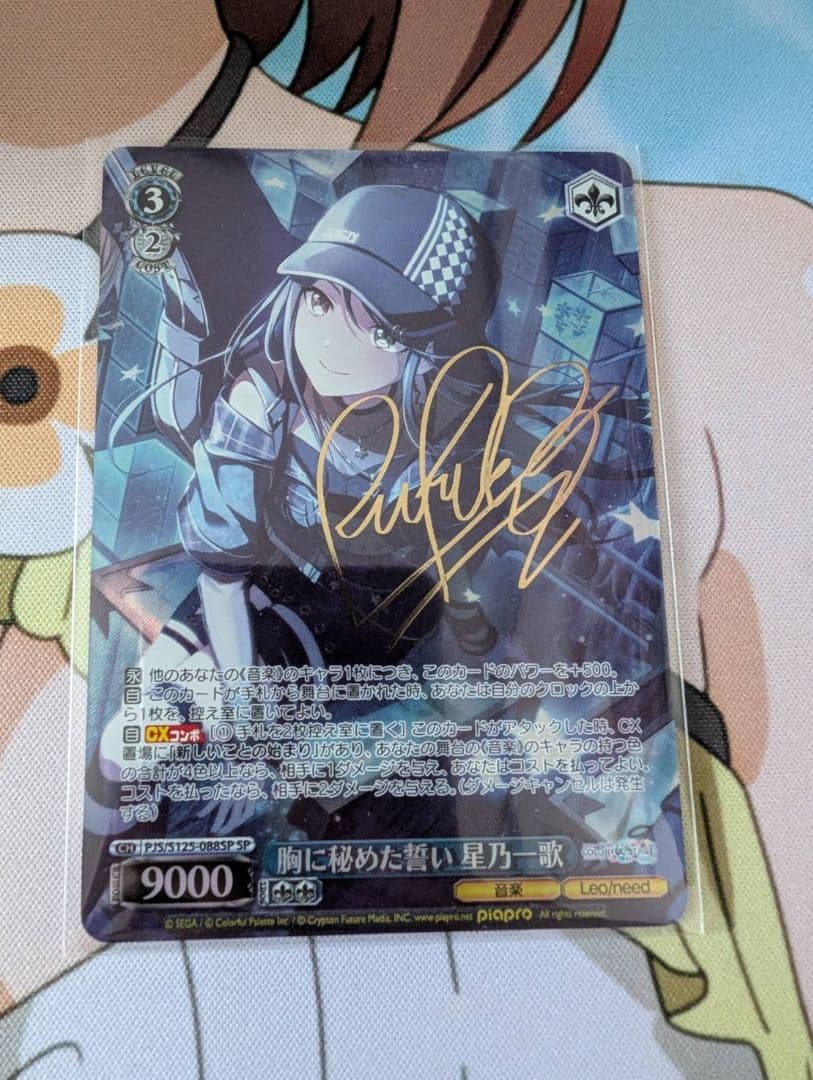 LEVEL
3
2
COST
永 他のあなたの《音楽》のキャラ1枚につき、このカードのパワーを+500。
自 このカードが手札から舞台に置かれた時、あなたは自分のクロックの上か
ら1枚を、控え室に置いてよい。
自 CXコンボ [① 手札を2枚控え室に置く] このカードがアタックした時、CX
置場に「新しいことの始まり」があり、あなたの舞台の《音楽》のキャラの持つ色
の合計が4色以上なら、相手に1ダメージを与え、あなたはコストを払ってよい。
コストを払ったなら、相手に2ダメージを与える。(ダメージキャンセルは発生
する)
CH PJS/S125-088SP SP
胸に秘めた誓い 星乃一歌
COLORFUL STAGE!
POWER 9000 SOUL
音楽 Leo/need
© SEGA / © Colorful Palette Inc. / © Crypton Future Media, INC. www.piapro.net piapro All rights reserved.